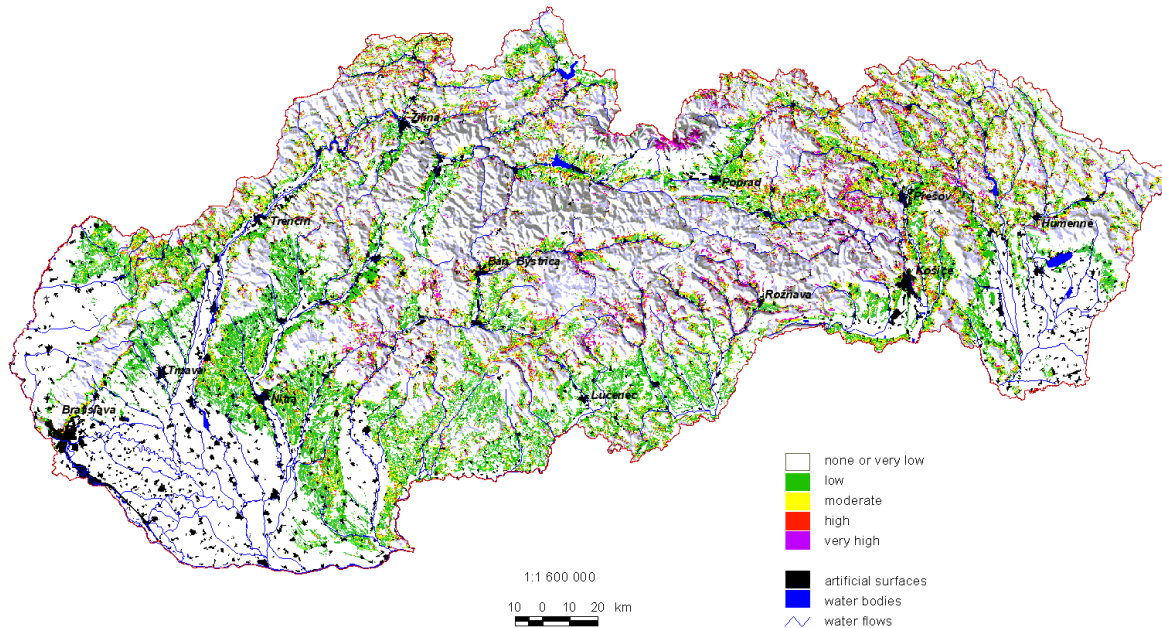 Žilina
Poprad
Prešov
Trenčín
Humenne
Ban. Bystrica
Košice
Rožňava
Trnava
Nitra
Lučenec
Bratislava
none or very low
low
moderate
high
very high
1:1 600 000
artificial surfaces
10 0 10 20 km
water bodies
water flows